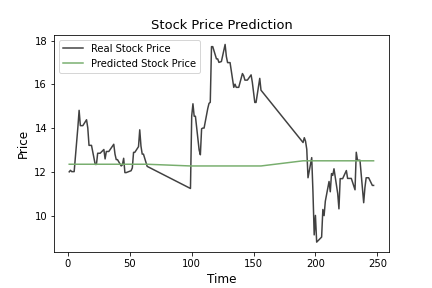 Stock Price Prediction
Real Stock Price
Predicted Stock Price
18
16
14
12
10
Price
0 50 100 150 200 250
Time